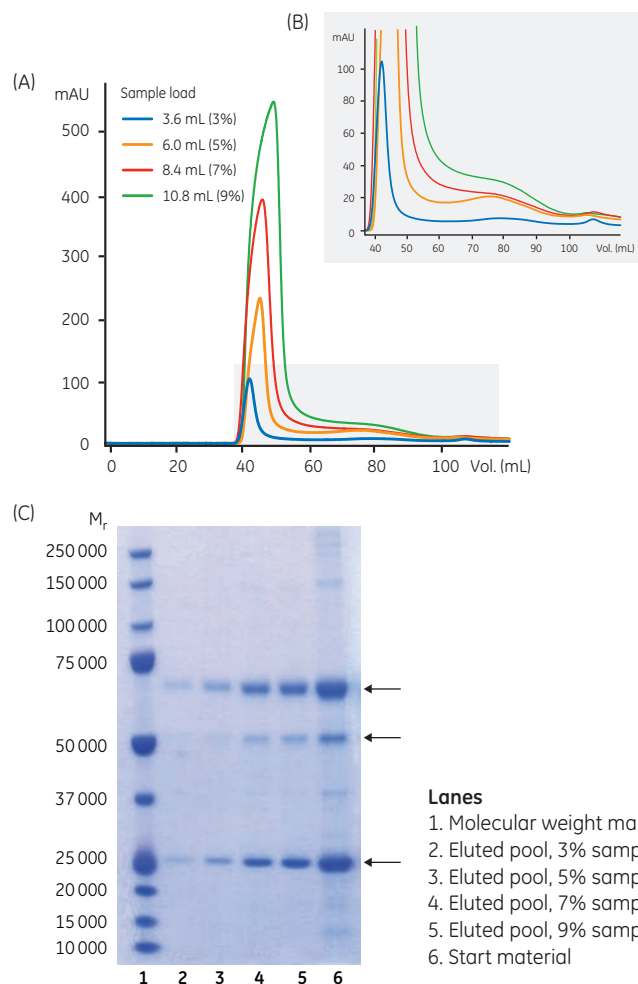 (A)
mAU
500
400
300
200
100
0
0 20 40 60 80 100 Vol. (mL)
Sample load
3.6 mL (3%)
6.0 mL (5%)
8.4 mL (7%)
10.8 mL (9%)
(B)
mAU
100
80
60
40
20
0
40 50 60 70 80 90 100 Vol. (mL)
(C)
Mr
250 000
150 000
100 000
75 000
50 000
37 000
25 000
20 000
15 000
10 000
1 2 3 4 5 6
Lanes
1. Molecular weight
2. Eluted pool, 3%
3. Eluted pool, 5%
4. Eluted pool, 7%
5. Eluted pool, 9%
6. Start material